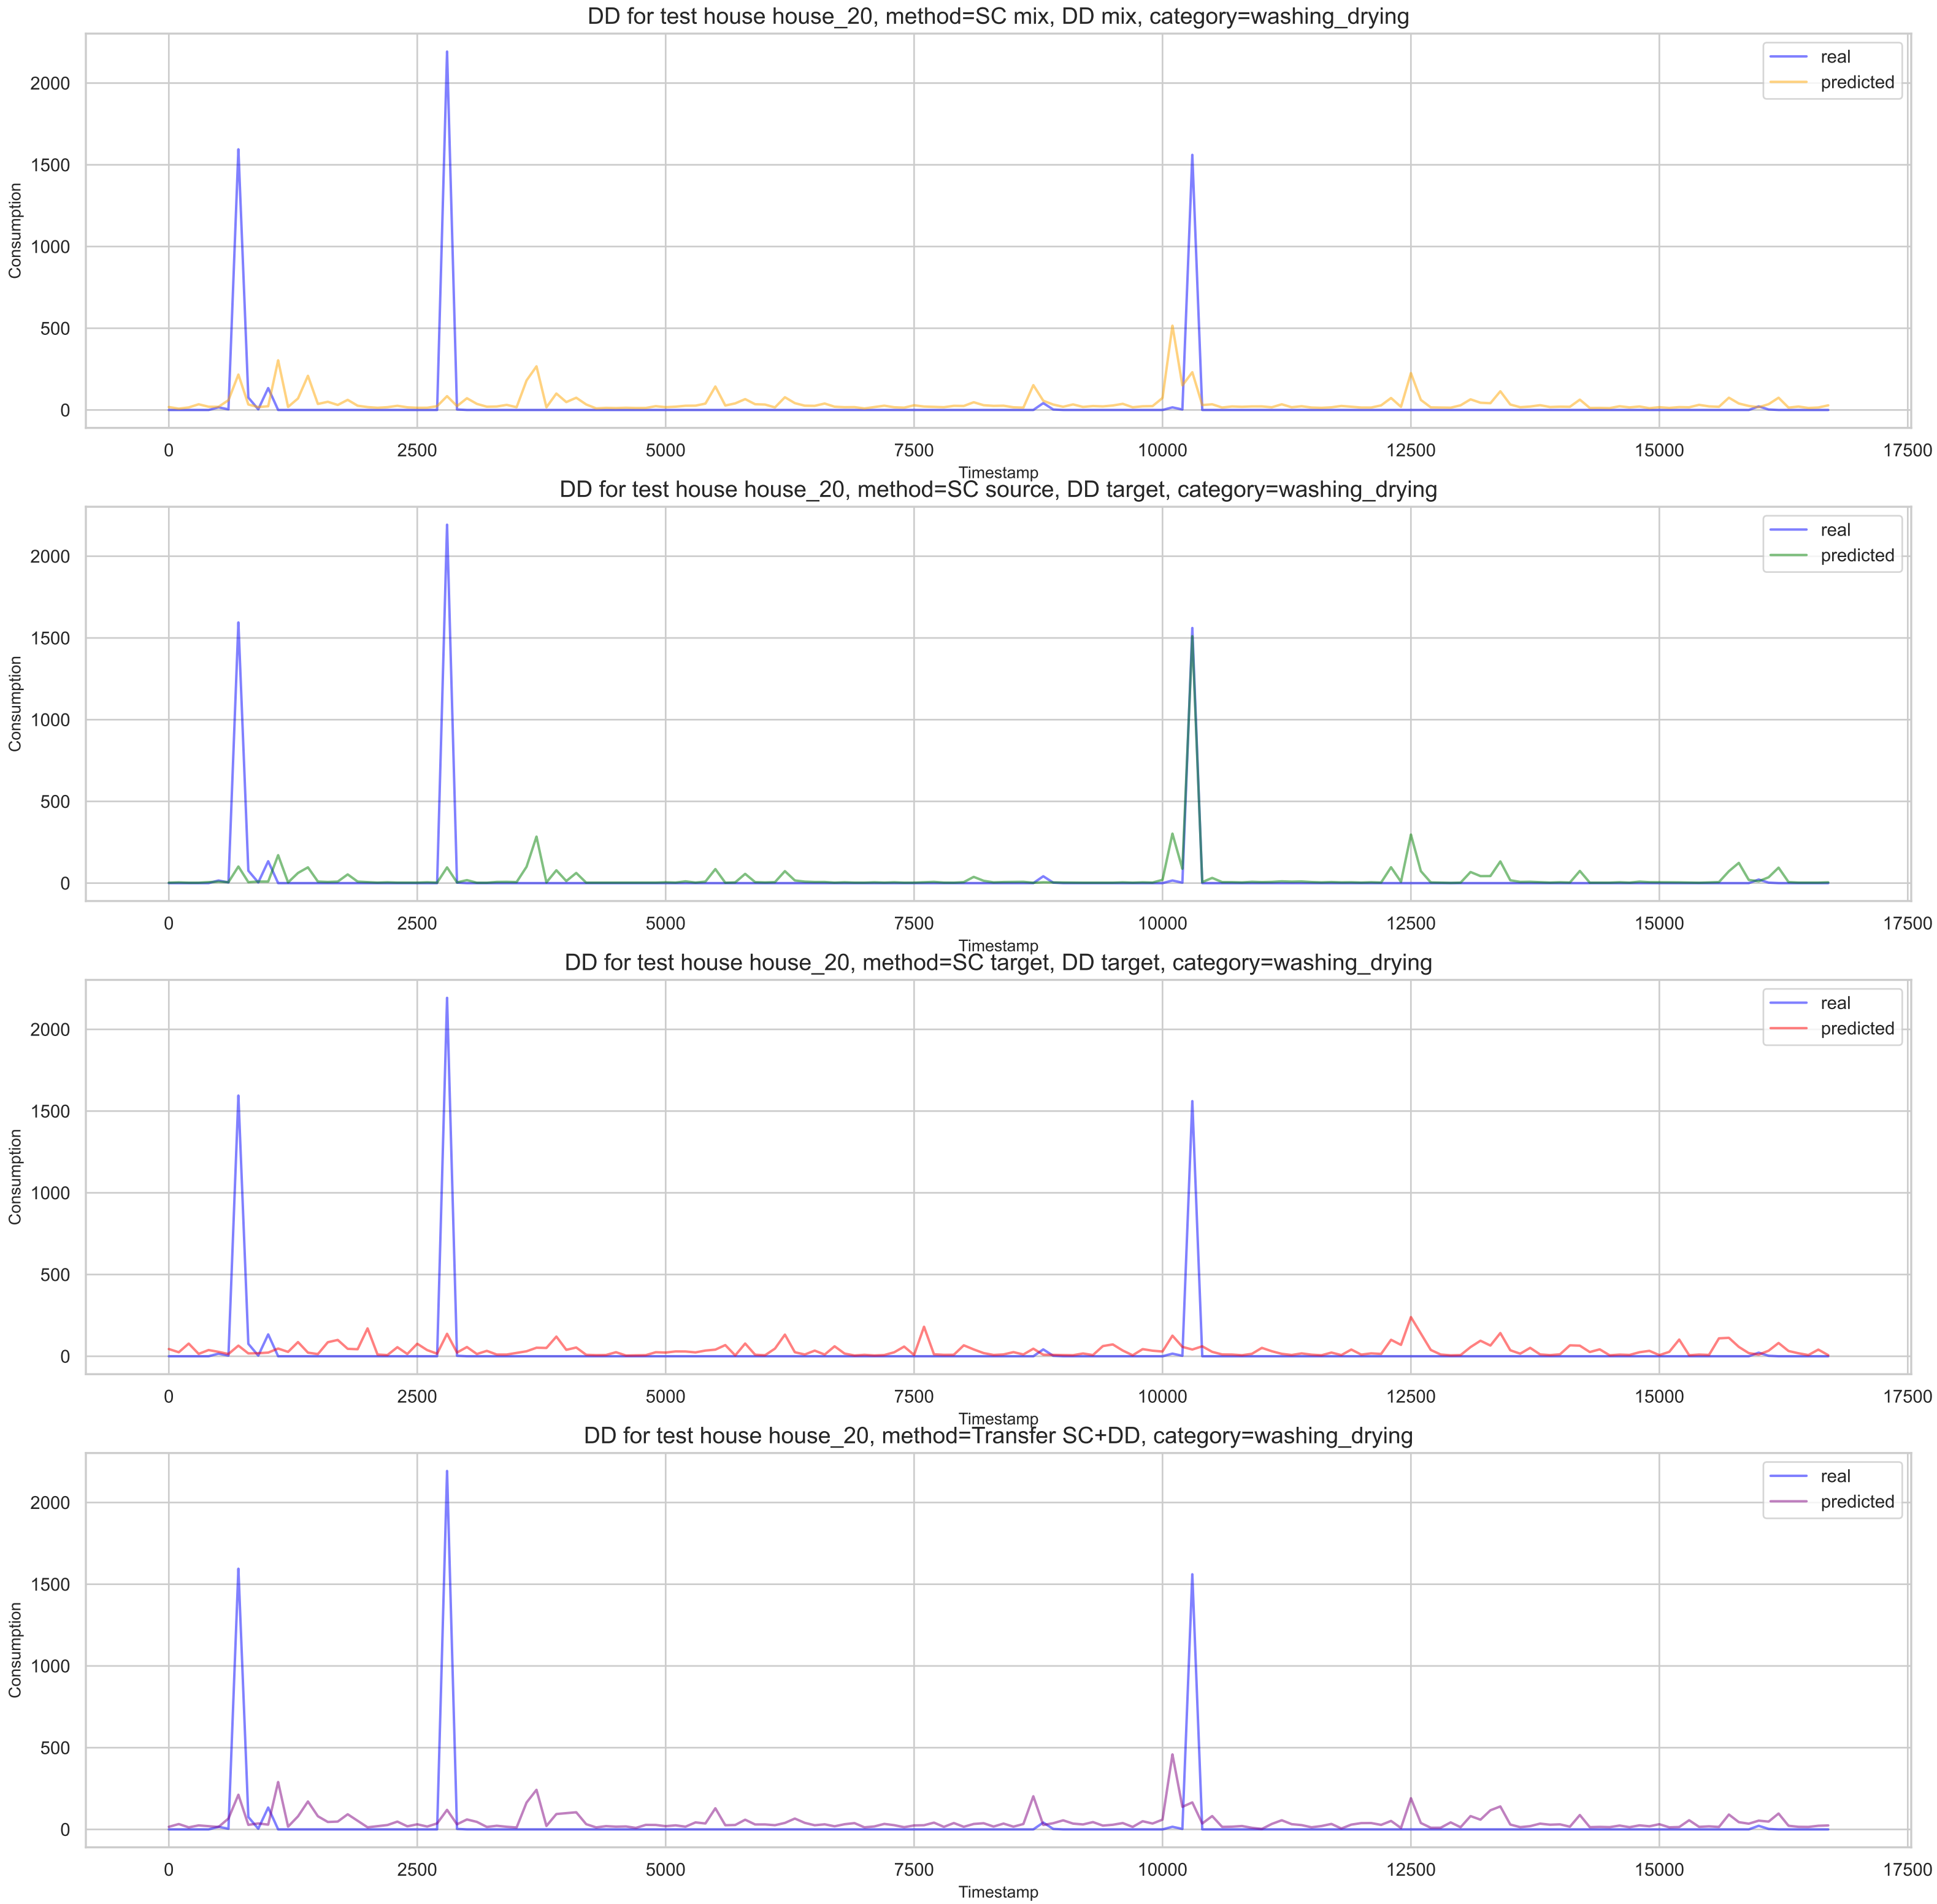 DD for test house house_20, method=SC mix, DD mix, category=washing_drying
real
predicted
2000
1500
1000
500
0
Consumption
0 2500 5000 7500 10000 12500 15000 17500
Timestamp
DD for test house house_20, method=SC source, DD target, category=washing_drying
real
predicted
2000
1500
1000
500
0
Consumption
0 2500 5000 7500 10000 12500 15000 17500
Timestamp
DD for test house house_20, method=SC target, DD target, category=washing_drying
real
predicted
2000
1500
1000
500
0
Consumption
0 2500 5000 7500 10000 12500 15000 17500
Timestamp
DD for test house house_20, method=Transfer SC+DD, category=washing_drying
real
predicted
2000
1500
1000
500
0
Consumption
0 2500 5000 7500 10000 12500 15000 17500
Timestamp